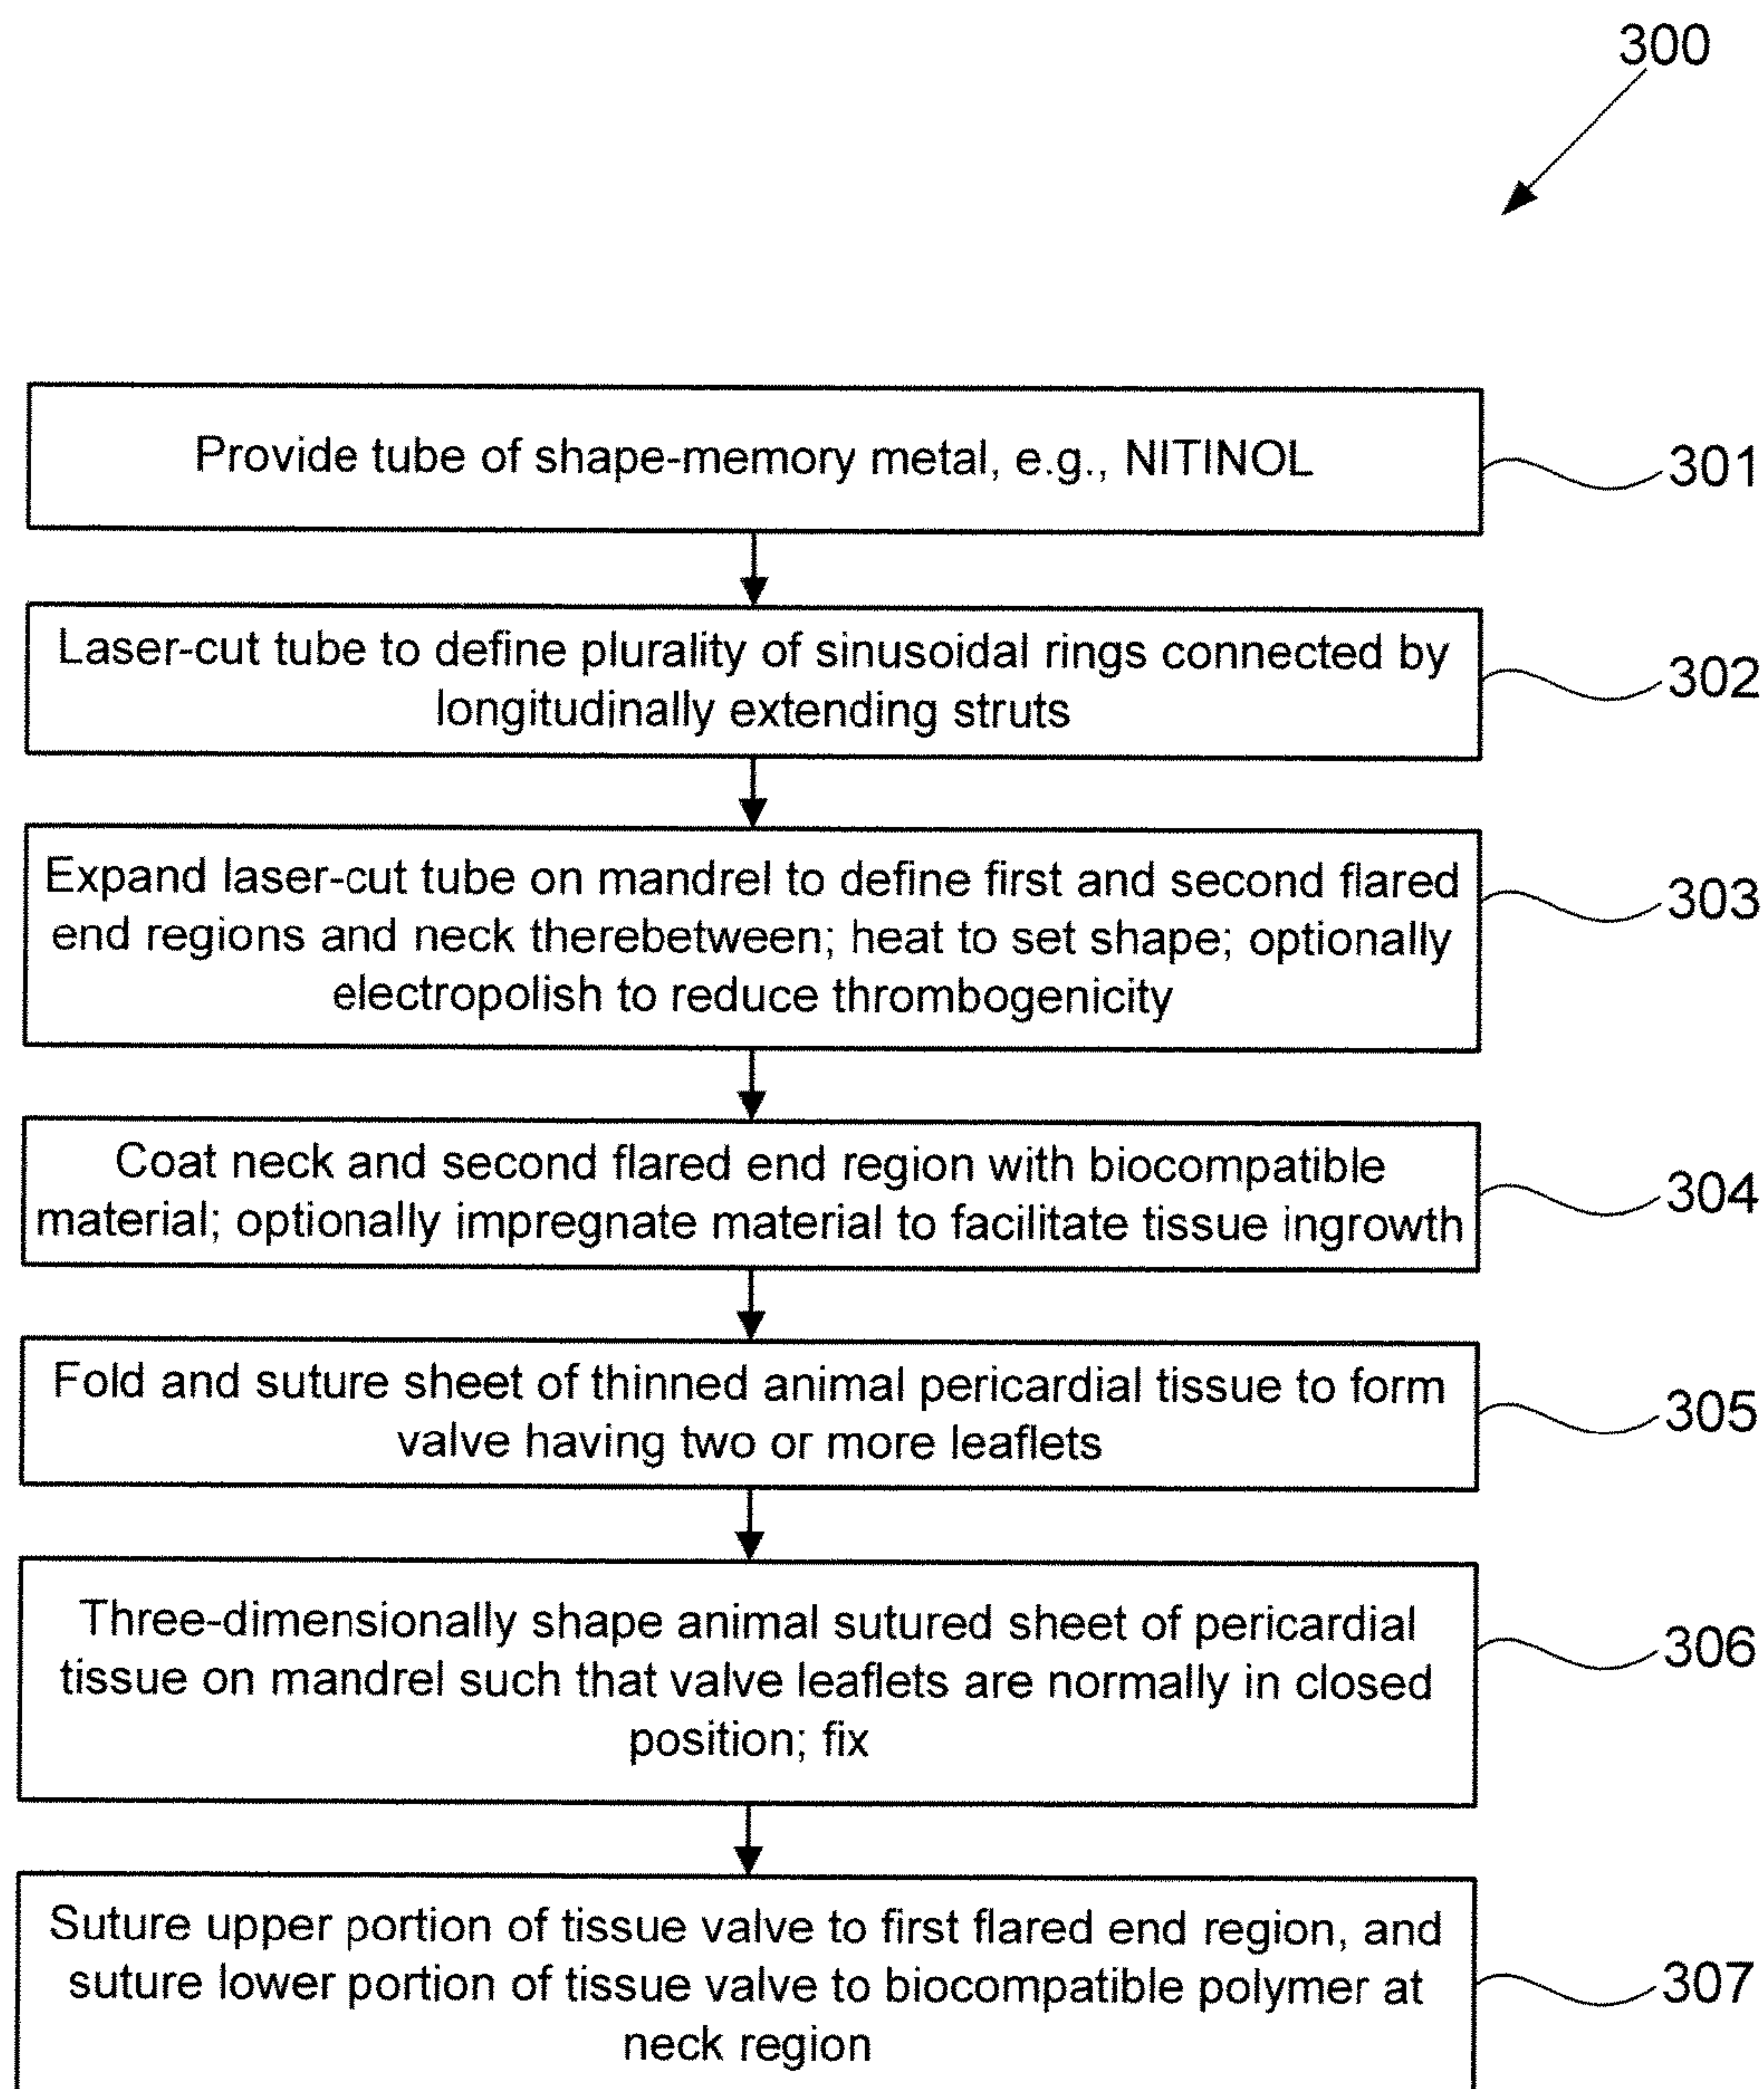 300
Provide tube of shape-memory metal, e.g., NITINOL
301
Laser-cut tube to define plurality of sinusoidal rings connected by
longitudinally extending struts
302
Expand laser-cut tube on mandrel to define first and second flared
end regions and neck therebetween; heat to set shape; optionally
electropolish to reduce thrombogenicity
303
Coat neck and second flared end region with biocompatible
material; optionally impregnate material to facilitate tissue ingrowth
304
Fold and suture sheet of thinned animal pericardial tissue to form
valve having two or more leaflets
305
Three-dimensionally shape animal sutured sheet of pericardial
tissue on mandrel such that valve leaflets are normally in closed
position; fix
306
Suture upper portion of tissue valve to first flared end region, and
suture lower portion of tissue valve to biocompatible polymer at
neck region
307